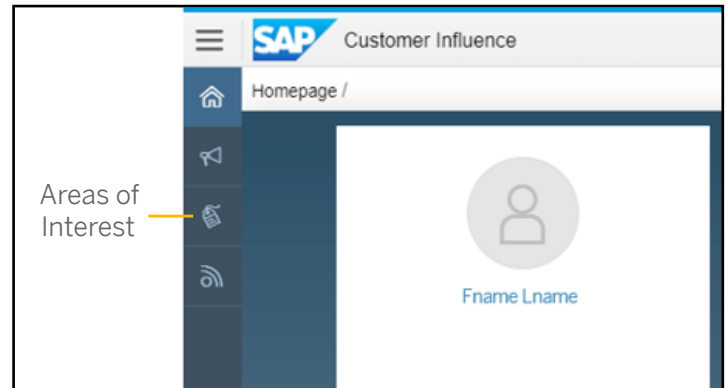 SAP Customer Influence
Homepage /
Areas of
Interest
Fname Lname